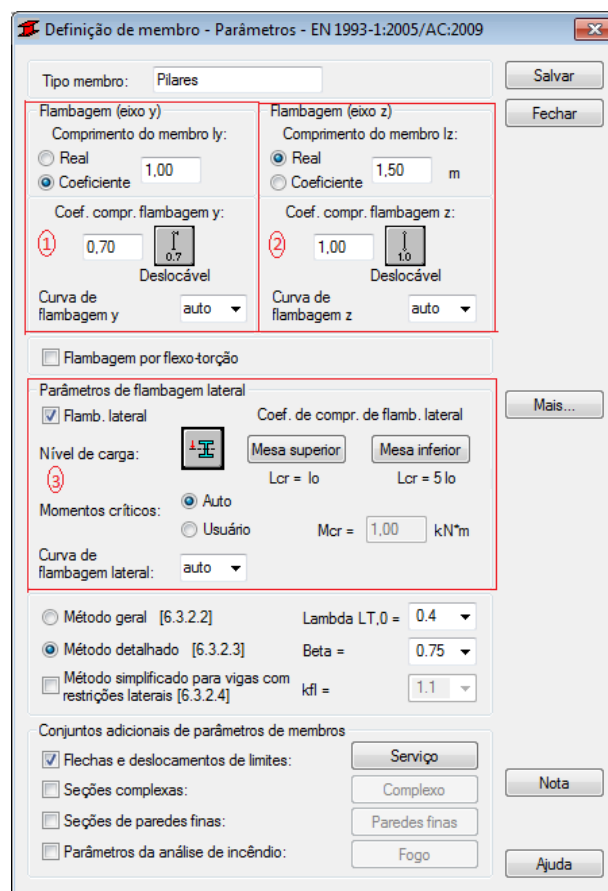 Definição de membro - Parâmetros - EN 1993-1:2005/AC:2009
Tipo membro: Pilares
Salvar
Fechar
Flambagem (eixo y)
Comprimento do membro ly:
Real
Coeficiente
1,00
Flambagem (eixo z)
Comprimento do membro lz:
Real
Coeficiente
1,50 m
Coef. compr. flambagem y:
1 0,70 0.7
Deslocável
Curva de flambagem y auto
Coef. compr. flambagem z:
2 1,00 1.0
Deslocável
Curva de flambagem z auto
Flambagem por flexo-torção
Parâmetros de flambagem lateral
Mais...
Flamb. lateral
Coef. de compr. de flamb. lateral
Nível de carga:
Mesa superior Mesa inferior
Lcr = lo Lcr = 5 lo
3
Momentos críticos:
Auto
Usuário
Mcr = 1,00 kN*m
Curva de
flambagem lateral: auto
Método geral [6.3.2.2] Lambda LT,0 = 0.4
Método detalhado [6.3.2.3] Beta = 0.75
Método simplificado para vigas com
restrições laterais [6.3.2.4] kfl = 1.1
Conjuntos adicionais de parâmetros de membros
Flechas e deslocamentos de limites: Serviço
Seções complexas: Complexo
Seções de paredes finas: Paredes finas
Parâmetros da análise de incêndio: Fogo
Nota
Ajuda